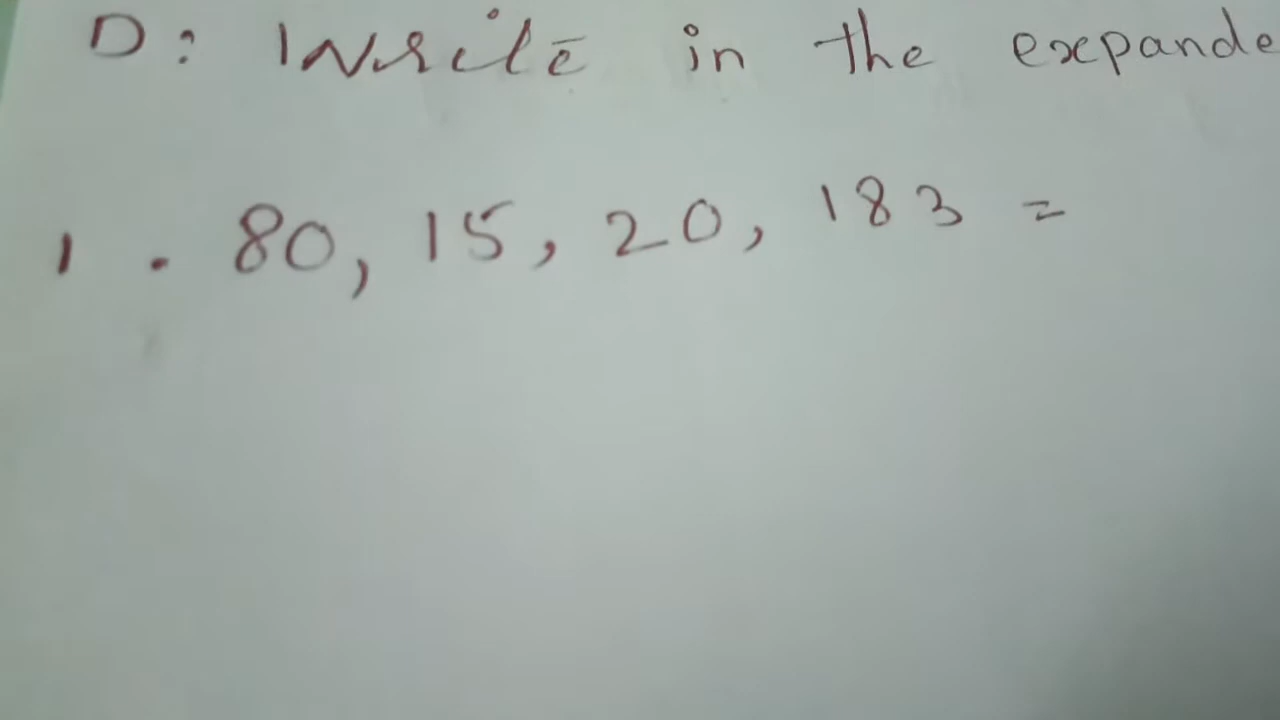 D: Write in the expande
1. 80, 15, 20, 183 =